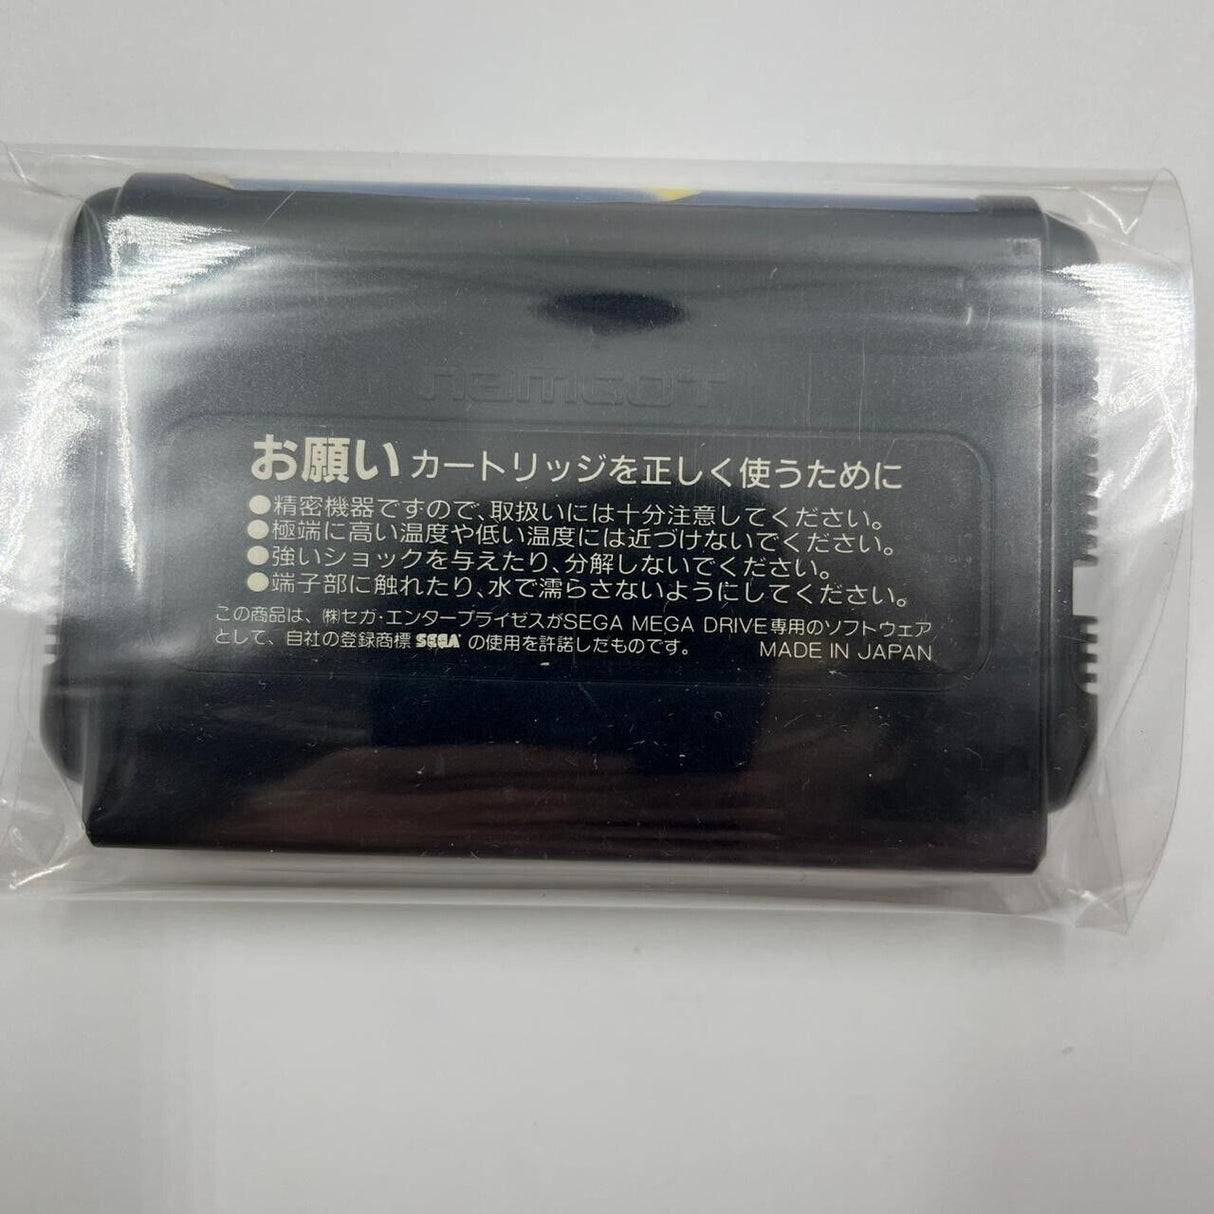 namcot
お願い カートリッジを正しく使うために
●精密機器ですので、取扱いには十分注意してください。
●極端に高い温度や低い温度には近づけないでください。
●強いショックを与えたり、分解しないでください。
●端子部に触れたり、水で濡らさないようにしてください。
この商品は、㈱セガ・エンタープライゼスがSEGA MEGA DRIVE専用のソフトウェア
として、自社の登録商標 SEGA の使用を許諾したものです。 MADE IN JAPAN